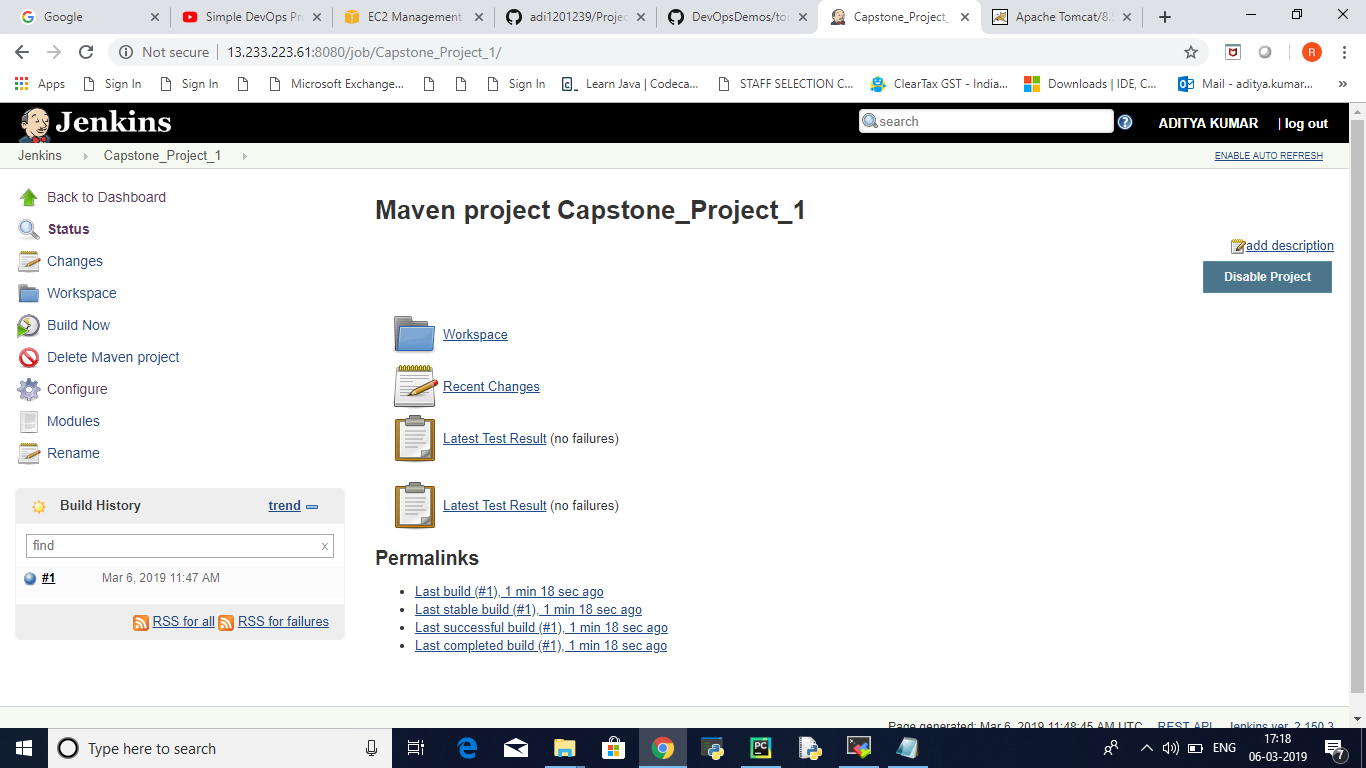 Google
Simple DevOps Pr
EC2 Management
adi1201239/Projec
DevOpsDemos/tor
Capstone_Project_
Apache Tomcat/8.
Not secure 13.233.223.61:8080/job/Capstone_Project_1/
R
Apps Sign In Sign In Microsoft Exchange... Sign In Learn Java | Codeca... STAFF SELECTION C... ClearTax GST - India... Downloads | IDE, C... Mail - aditya.kumar... »
Jenkins search ADITYA KUMAR | log out
Jenkins Capstone_Project_1 ENABLE AUTO REFRESH
Back to Dashboard
Status
Changes
Workspace
Build Now
Delete Maven project
Configure
Modules
Rename
Build History trend
find x
#1 Mar 6, 2019 11:47 AM
RSS for all RSS for failures
Maven project Capstone_Project_1
add description
Disable Project
Workspace
Recent Changes
Latest Test Result (no failures)
Latest Test Result (no failures)
Permalinks
• Last build (#1), 1 min 18 sec ago
• Last stable build (#1), 1 min 18 sec ago
• Last successful build (#1), 1 min 18 sec ago
• Last completed build (#1), 1 min 18 sec ago
Page generated: Mar 6, 2019 11:48:45 AM UTC REST API Jenkins ver. 2.150.3
Type here to search
PC
ENG
17:18
06-03-2019
7